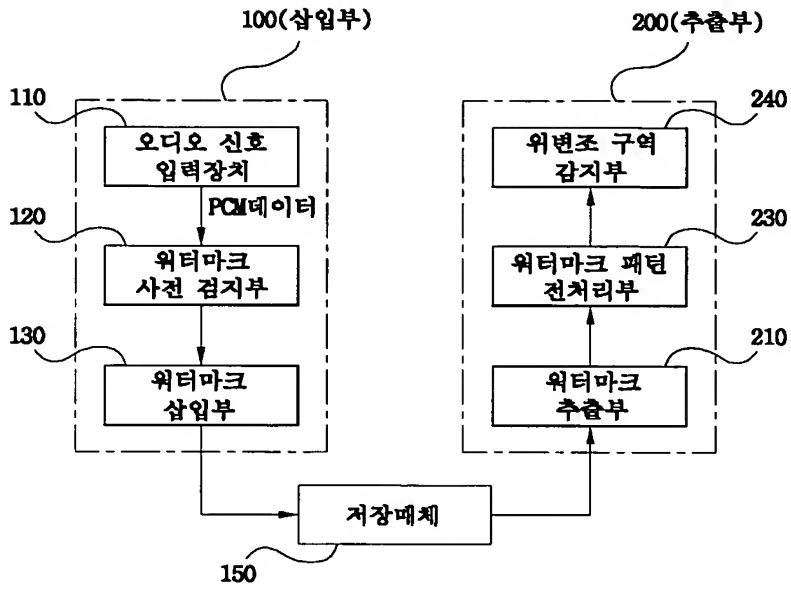 100(삽입부)
200(추출부)
110
240
오디오 신호
입력장치
위변조 구역
감지부
PCM데이터
120
230
워터마크
사전 검지부
워터마크 패턴
전처리부
130
210
워터마크
삽입부
워터마크
추출부
저장매체
150